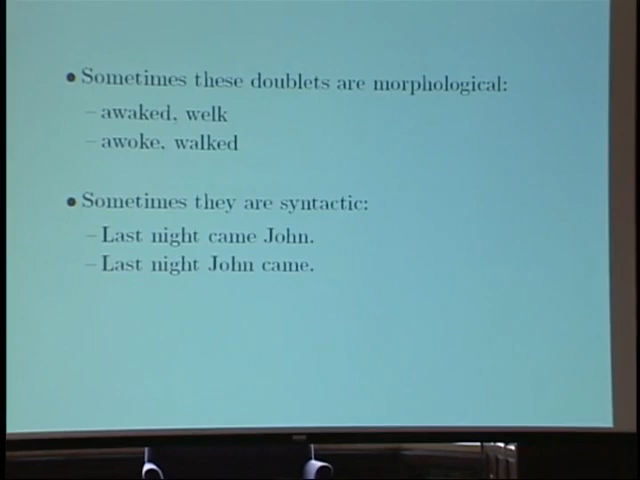 • Sometimes these doublets are morphological:
– awaked, welk
– awoke, walked
• Sometimes they are syntactic:
– Last night came John.
– Last night John came.